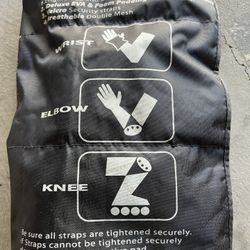 Deluxe EVA & Foam Padding
Velcro Security straps
Breathable Double Mesh
WRIST
ELBOW
KNEE
Be sure all straps are tightened securely.
If Straps cannot be tightened securely